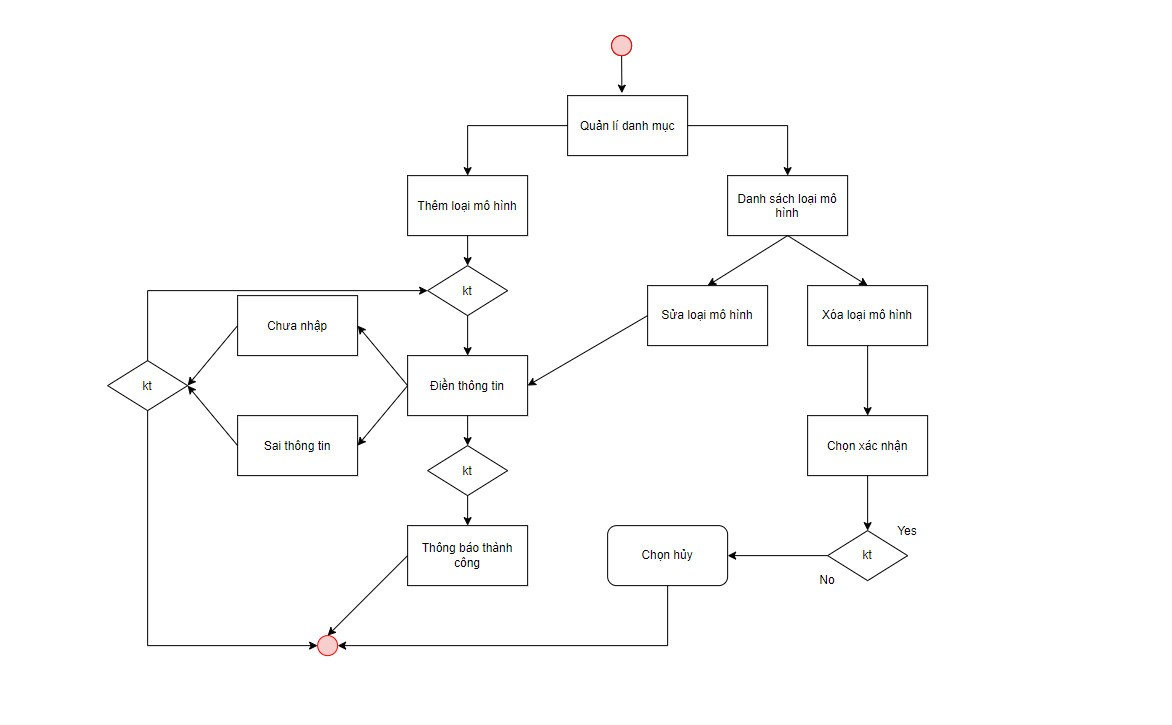 Quản lí danh mục
Thêm loại mô hình
Danh sách loại mô
hình
kt
Sửa loại mô hình
Xóa loại mô hình
Chưa nhập
kt
Điền thông tin
Sai thông tin
Chọn xác nhận
kt
Thông báo thành
công
Chọn hủy
Yes
kt
No